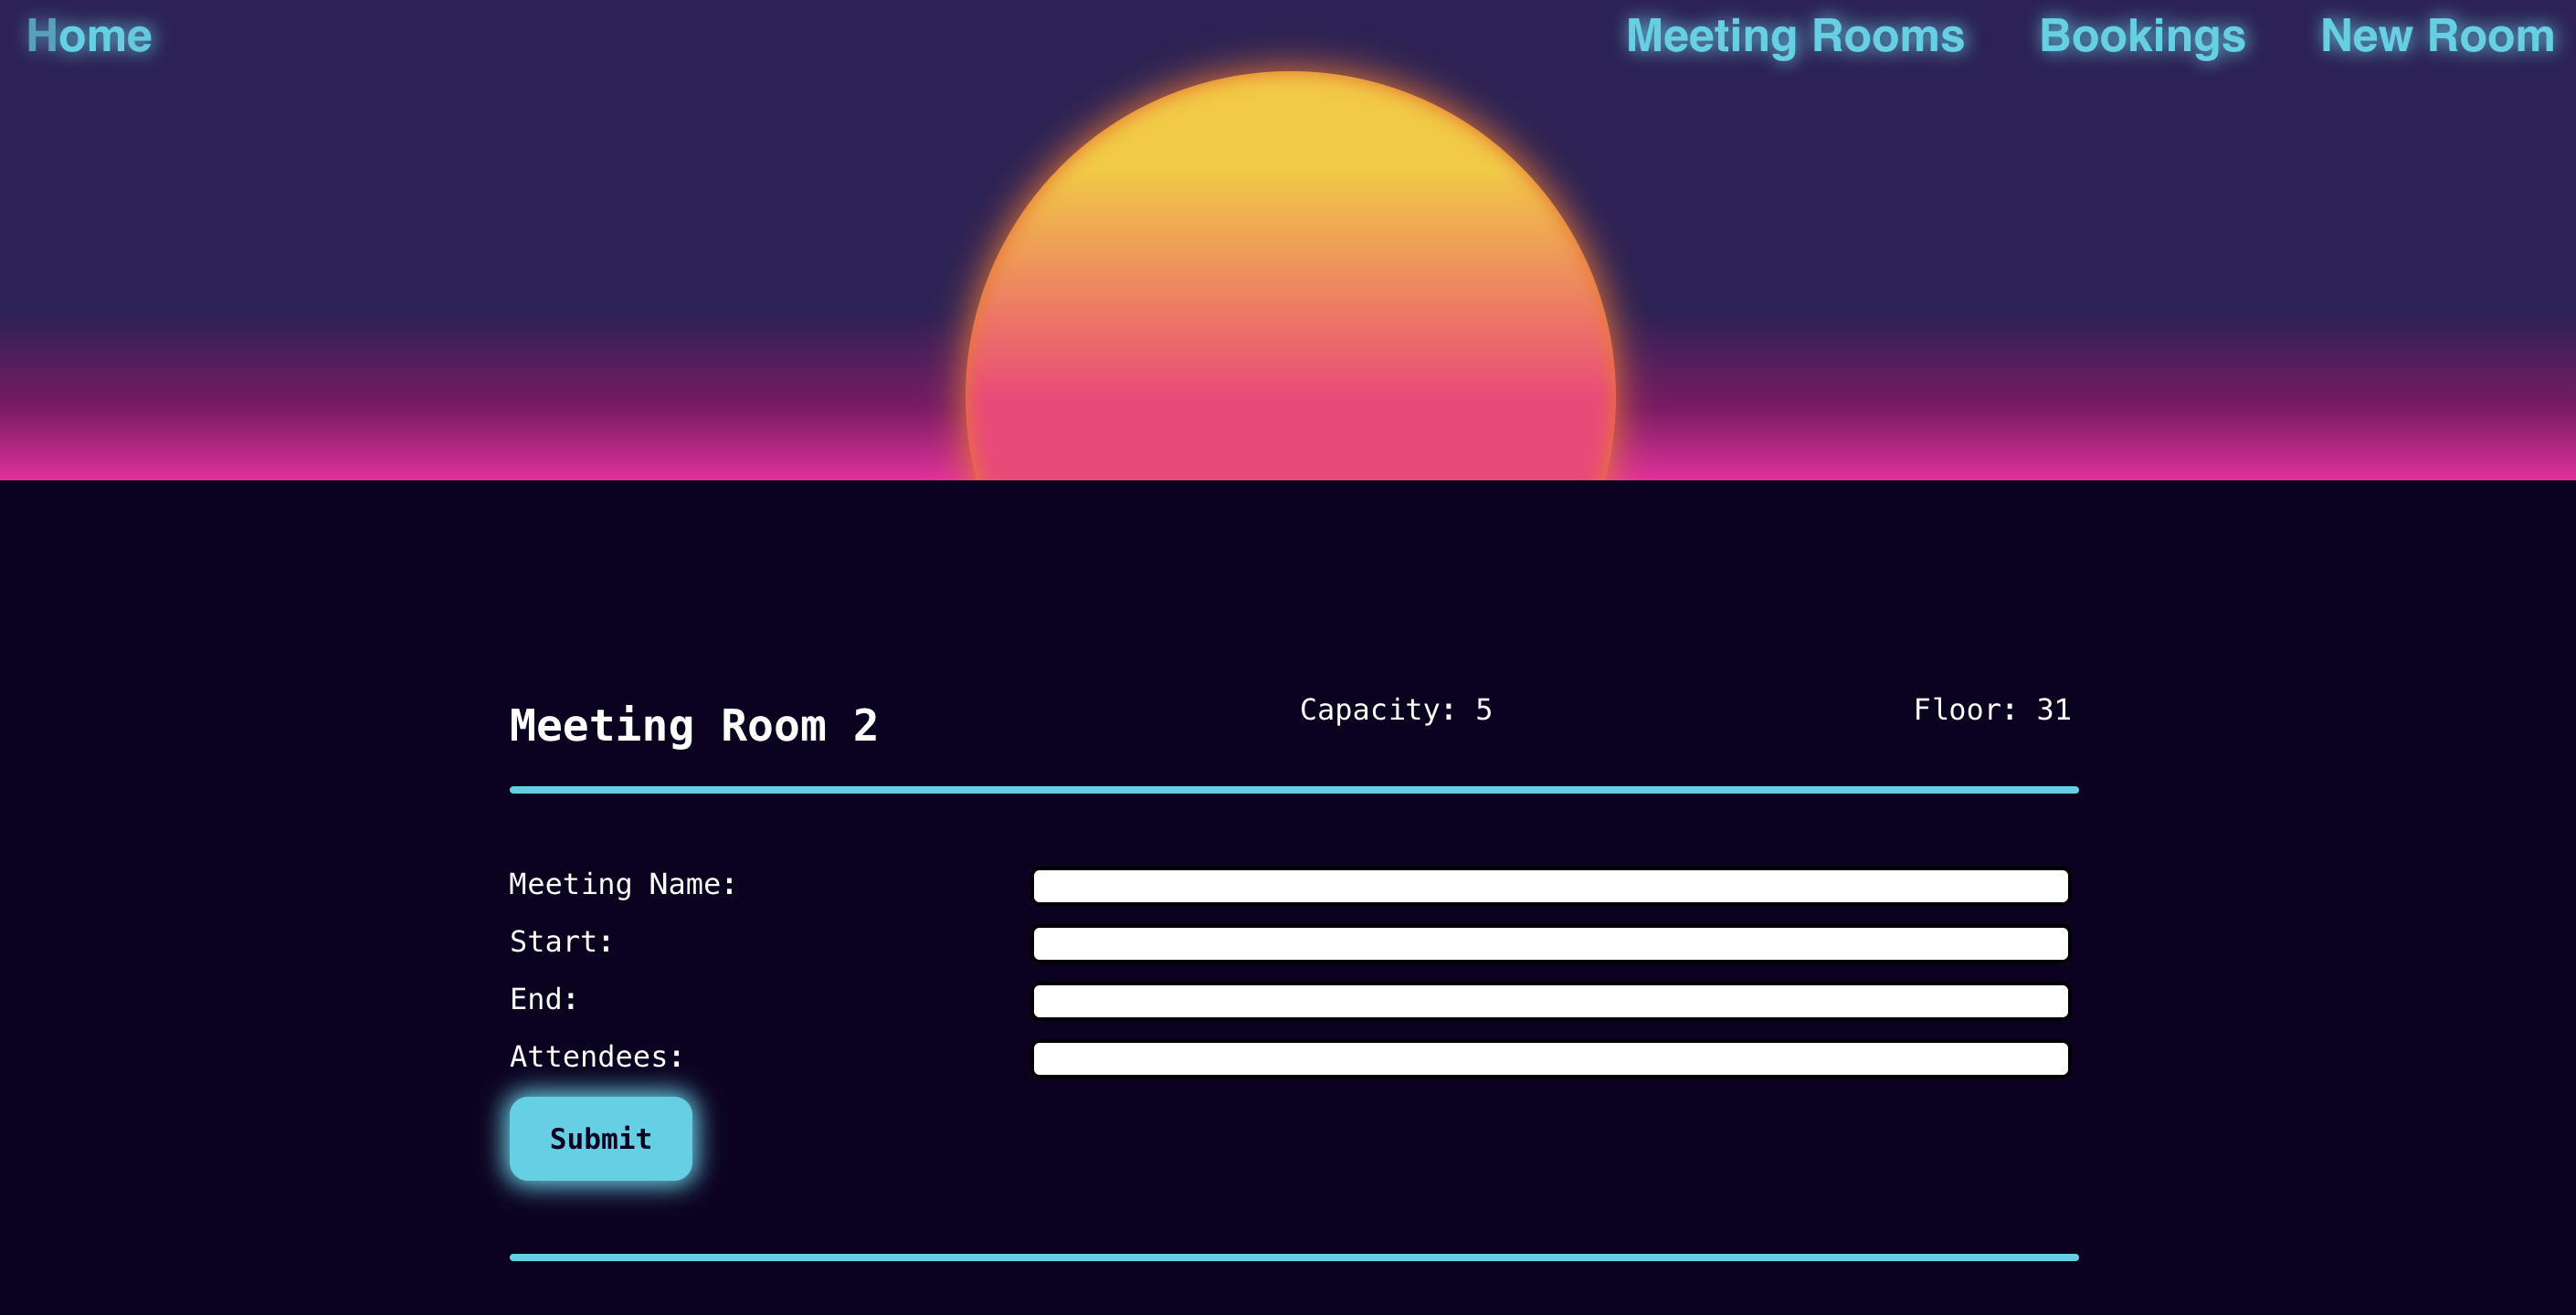 Home Meeting Rooms Bookings New Room
Meeting Room 2 Capacity: 5 Floor: 31
Meeting Name:
Start:
End:
Attendees:
Submit